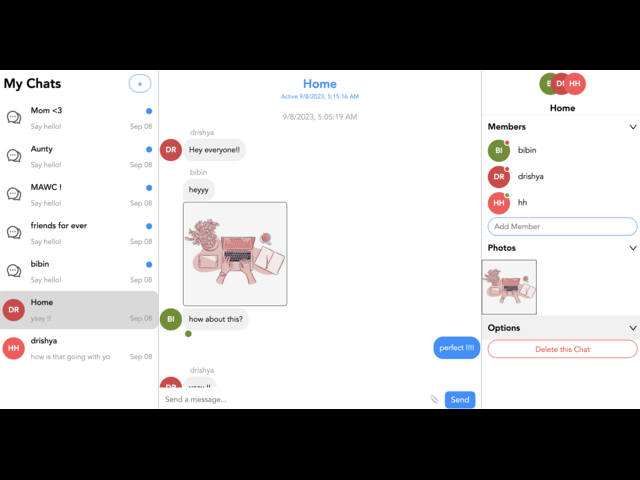 My Chats
+
Mom <3
Say hello!
Sep 08
Aunty
Say hello!
Sep 08
MAWC !
Say hello!
Sep 08
friends for ever
Say hello!
Sep 08
bibin
Say hello!
Sep 08
DR
Home
yaay !!
Sep 08
HH
drishya
how is that going with yo
Sep 08
Home
Active 9/8/2023, 5:15:16 AM
9/8/2023, 5:05:19 AM
drishya
DR
Hey everyone!!
bibin
heyyy
BI
how about this?
perfect !!!!
drishya
DR
yaay !!
Send a message...
Send
HH
Home
Members
BI
bibin
DR
drishya
HH
hh
Add Member
Photos
Options
Delete this Chat